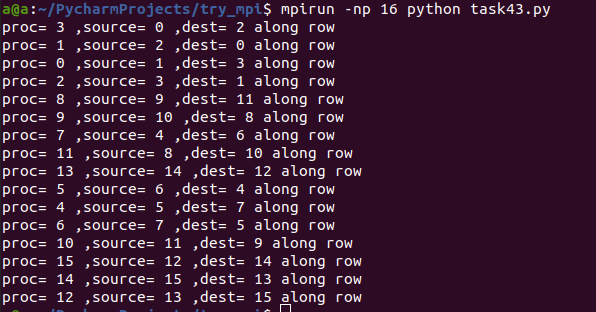 a@a:~/PycharmProjects/try_mpi$ mpirun -np 16 python task43.py
proc= 3 ,source= 0 ,dest= 2 along row
proc= 1 ,source= 2 ,dest= 0 along row
proc= 0 ,source= 1 ,dest= 3 along row
proc= 2 ,source= 3 ,dest= 1 along row
proc= 8 ,source= 9 ,dest= 11 along row
proc= 9 ,source= 10 ,dest= 8 along row
proc= 7 ,source= 4 ,dest= 6 along row
proc= 11 ,source= 8 ,dest= 10 along row
proc= 13 ,source= 14 ,dest= 12 along row
proc= 5 ,source= 6 ,dest= 4 along row
proc= 4 ,source= 5 ,dest= 7 along row
proc= 6 ,source= 7 ,dest= 5 along row
proc= 10 ,source= 11 ,dest= 9 along row
proc= 15 ,source= 12 ,dest= 14 along row
proc= 14 ,source= 15 ,dest= 13 along row
proc= 12 ,source= 13 ,dest= 15 along row